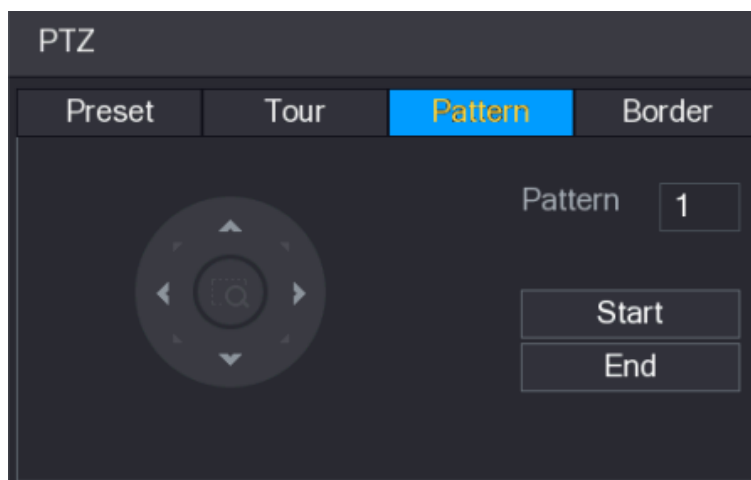 PTZ
Preset Tour Pattern Border
Pattern 1
Start
End